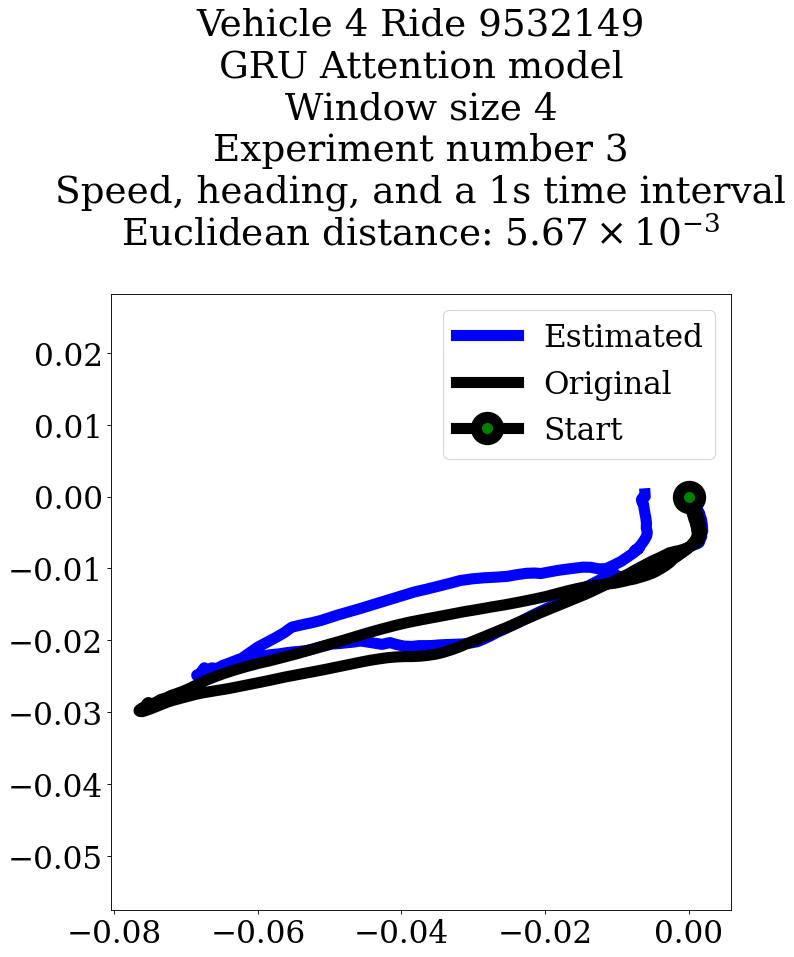 Vehicle 4 Ride 9532149
GRU Attention model
Window size 4
Experiment number 3
Speed, heading, and a 1s time interval
Euclidean distance: 5.67 × 10⁻³
Estimated
Original
Start
0.02
0.01
0.00
−0.01
−0.02
−0.03
−0.04
−0.05
−0.08 −0.06 −0.04 −0.02 0.00